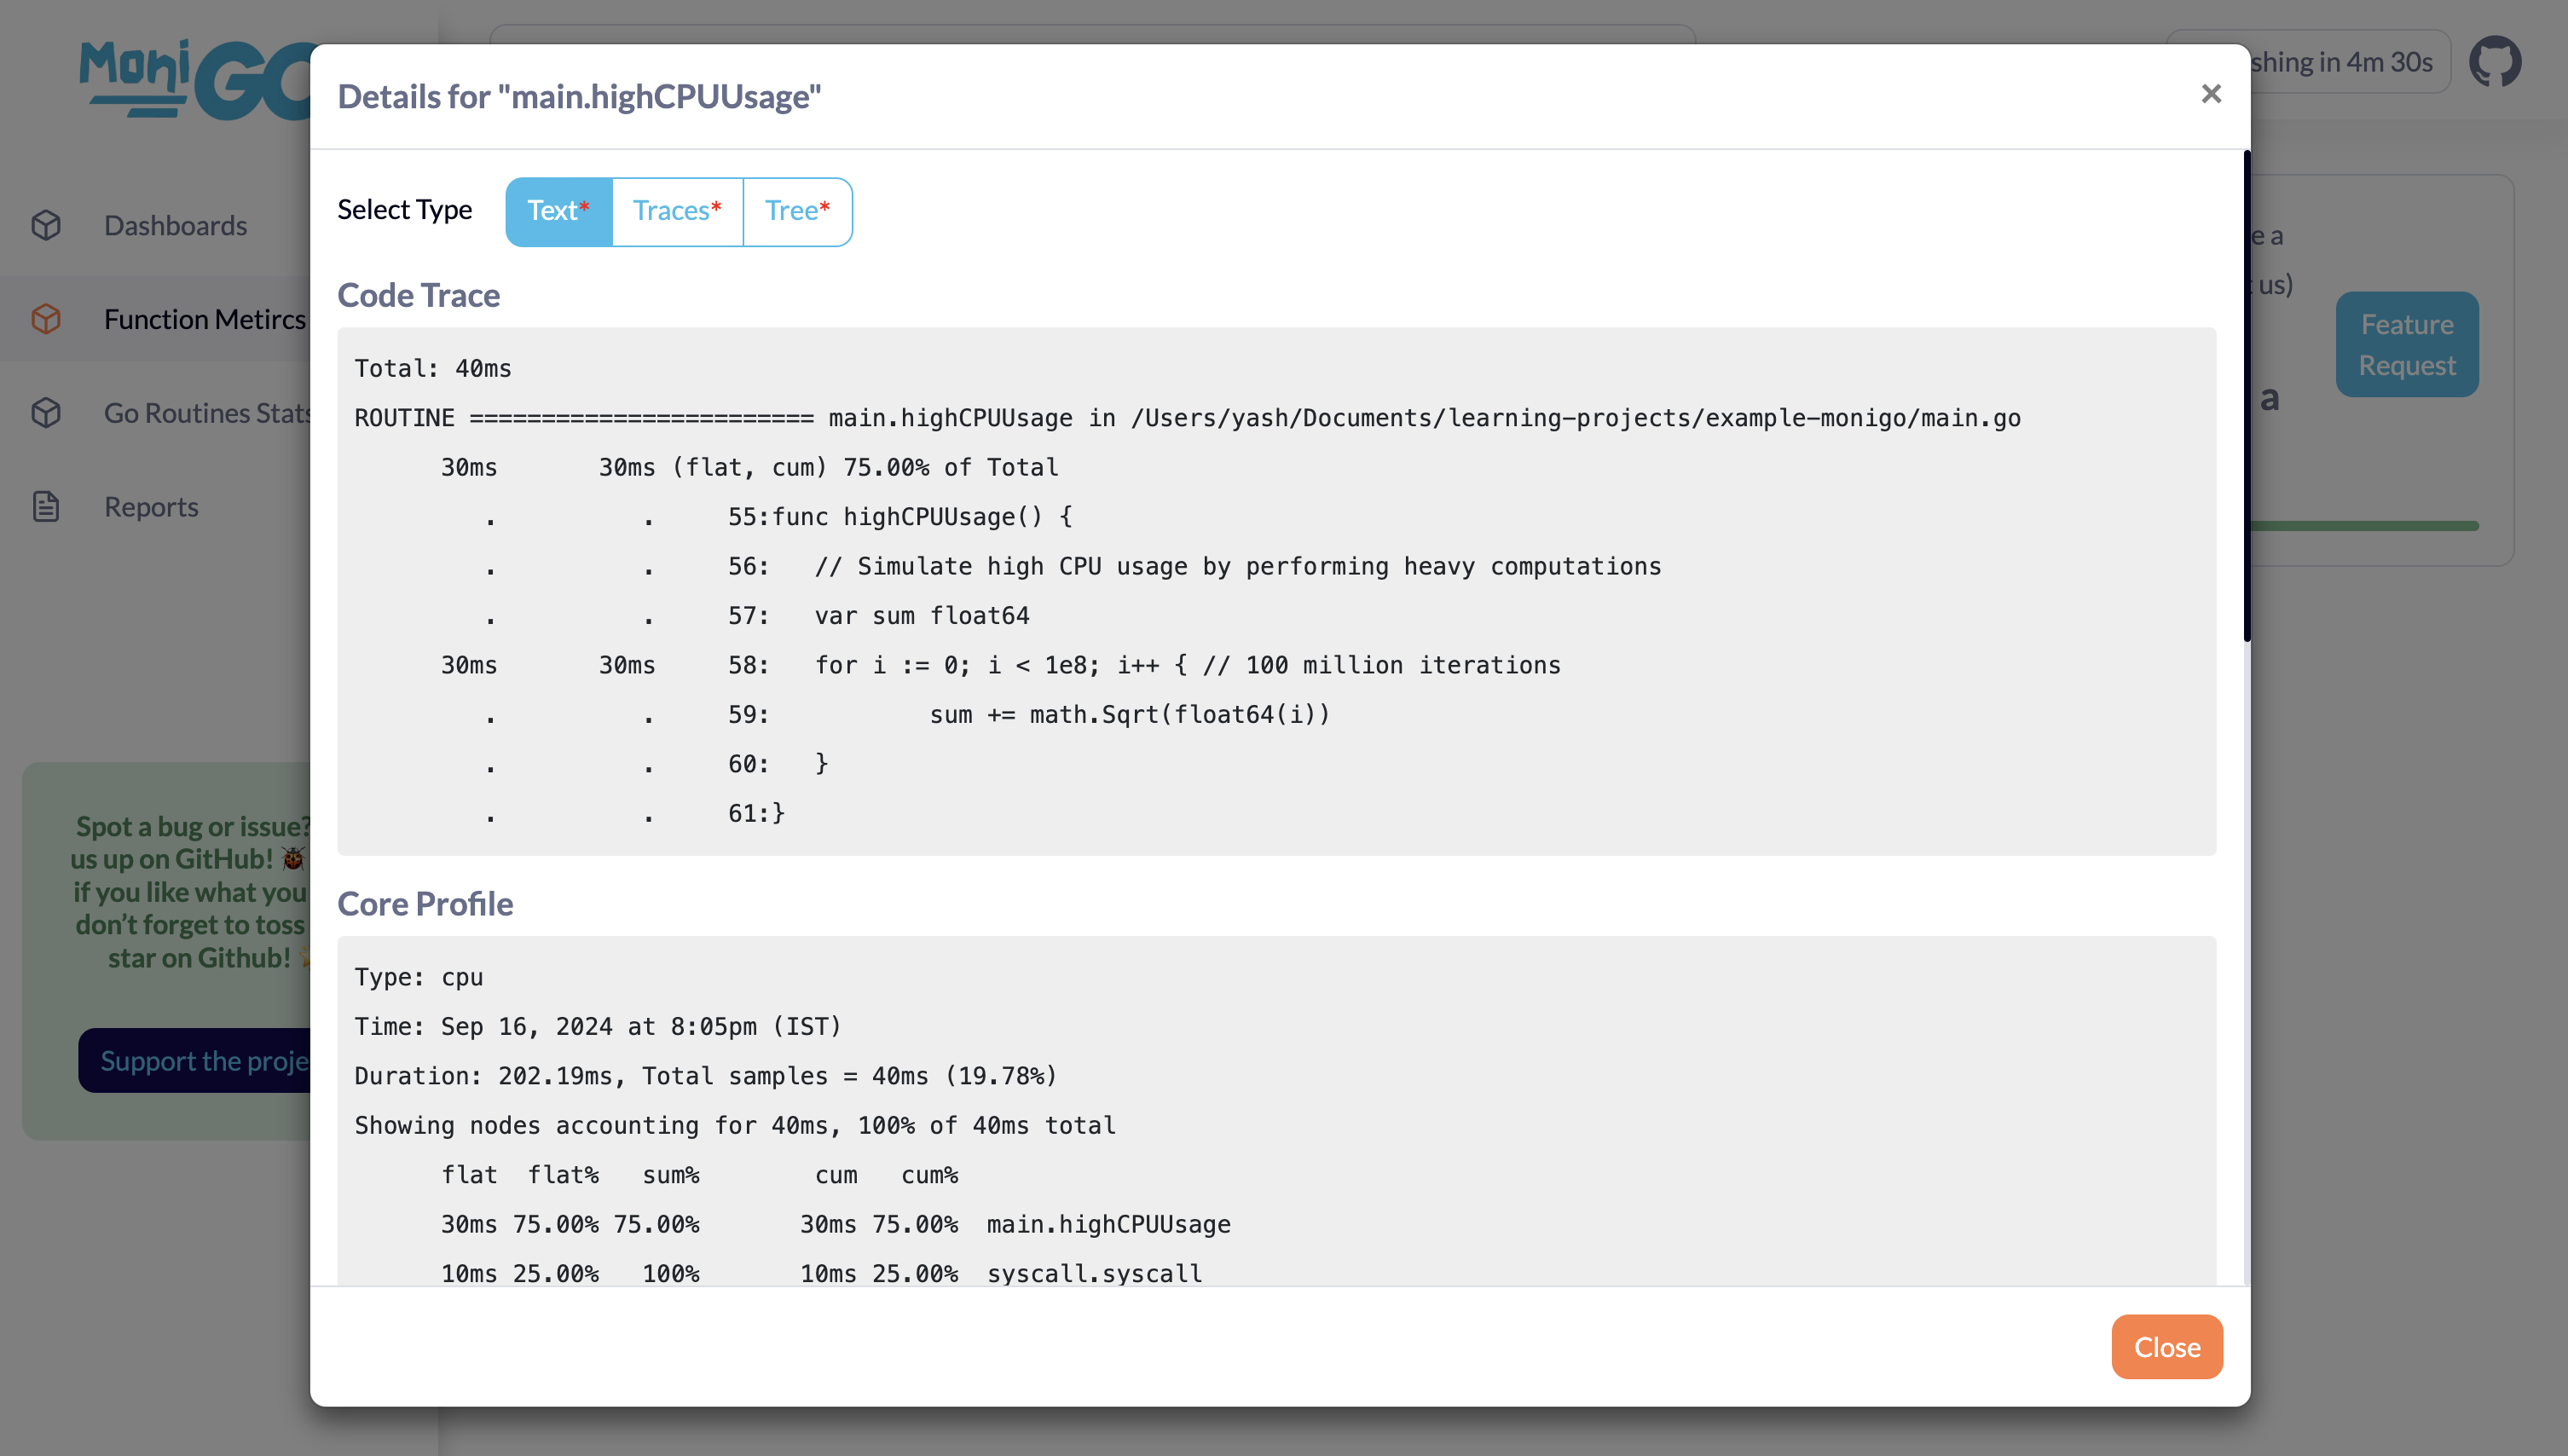 MoniGO
Dashboards
Function Metircs
Go Routines Stats
Reports
Spot a bug or issue?
us up on GitHub! 🐞
if you like what you
don’t forget to toss
star on Github!
Support the proje
shing in 4m 30s
e a
us)
Feature
Request
a
Details for "main.highCPUUsage"
×
Select Type Text* Traces* Tree*
Code Trace
Total: 40ms
ROUTINE ======================== main.highCPUUsage in /Users/yash/Documents/learning-projects/example-monigo/main.go
      30ms       30ms (flat, cum) 75.00% of Total
         .          .     55:func highCPUUsage() {
         .          .     56:   // Simulate high CPU usage by performing heavy computations
         .          .     57:   var sum float64
      30ms       30ms     58:   for i := 0; i < 1e8; i++ { // 100 million iterations
         .          .     59:           sum += math.Sqrt(float64(i))
         .          .     60:   }
         .          .     61:}
Core Profile
Type: cpu
Time: Sep 16, 2024 at 8:05pm (IST)
Duration: 202.19ms, Total samples = 40ms (19.78%)
Showing nodes accounting for 40ms, 100% of 40ms total
      flat  flat%   sum%        cum   cum%
      30ms 75.00% 75.00%       30ms 75.00%  main.highCPUUsage
      10ms 25.00%   100%       10ms 25.00%  syscall.syscall
Close